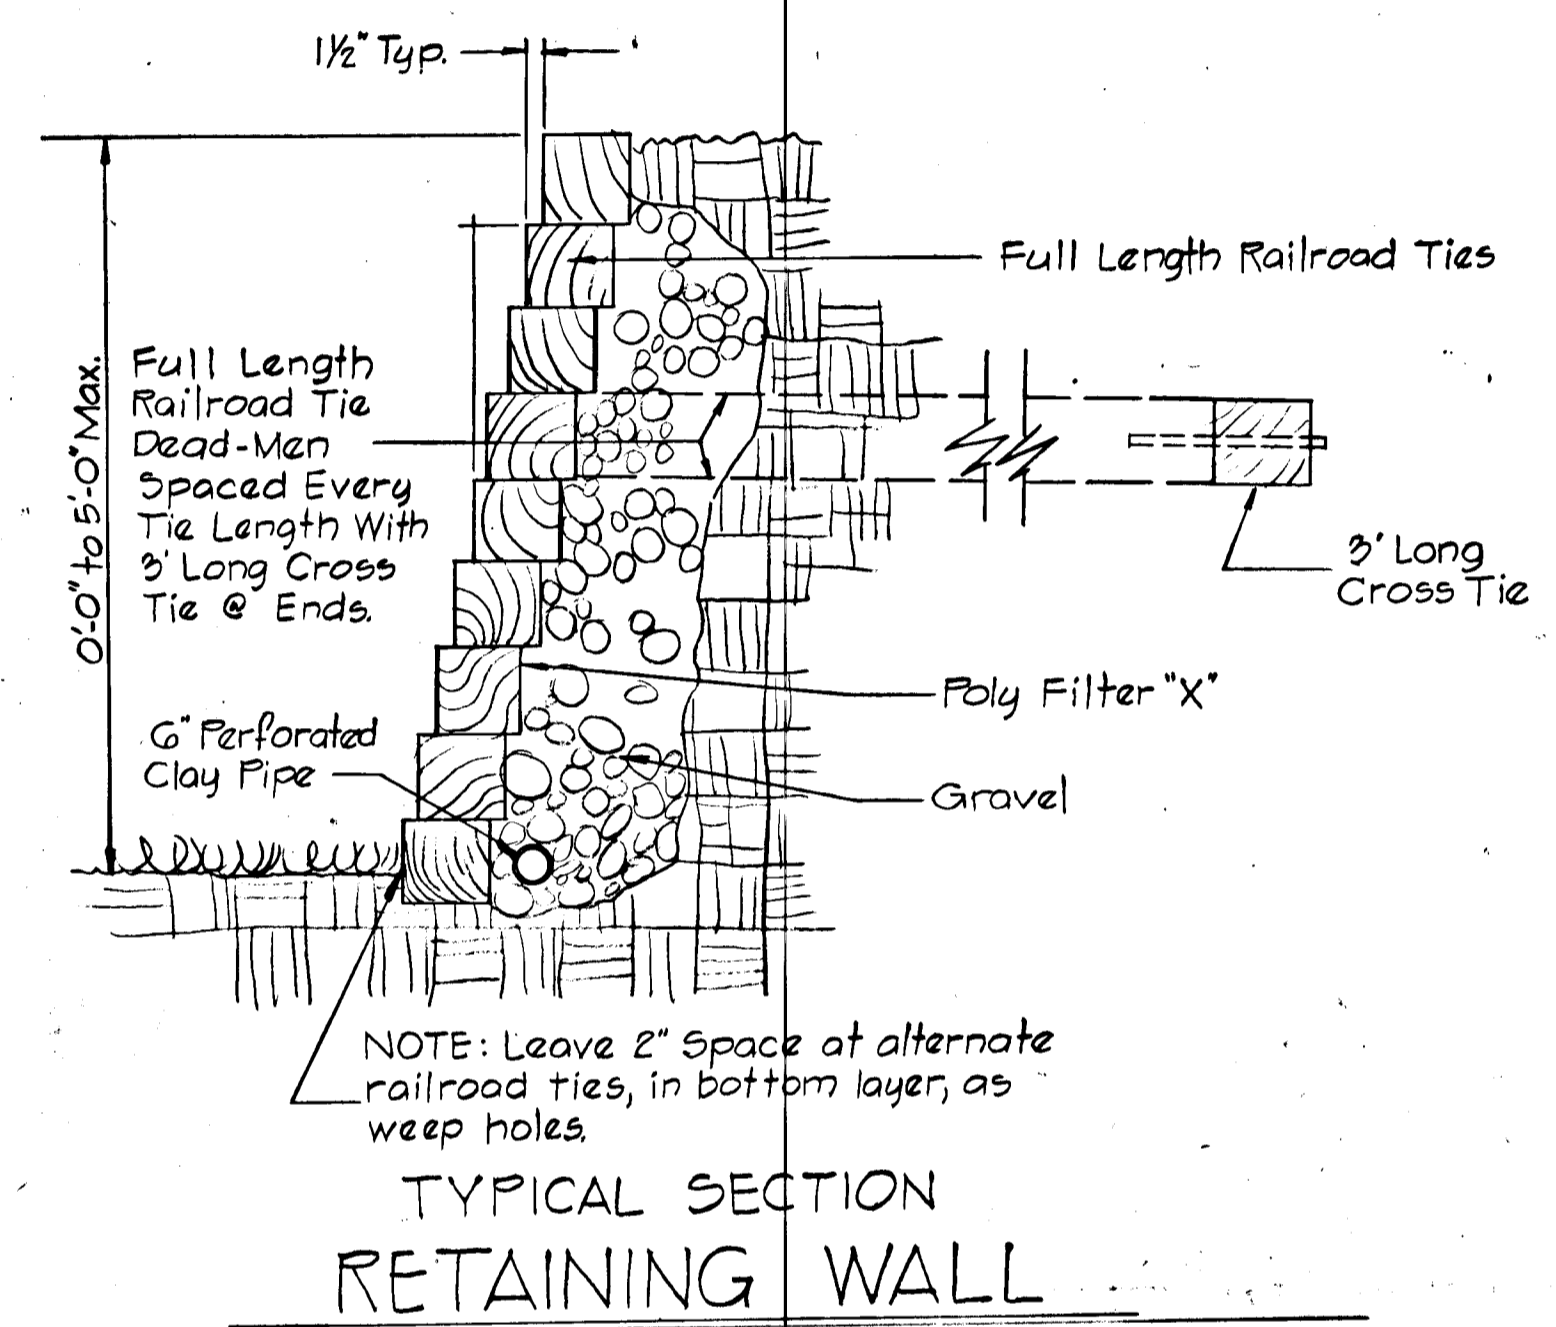 1½" Typ.
Full Length Railroad Ties
0'-0" to 5'-0" Max.
Full Length
Railroad Tie
Dead-Men
Spaced Every
Tie Length With
3' Long Cross
Tie @ Ends.
3' Long
Cross Tie
Poly Filter "X"
6" Perforated
Clay Pipe
Gravel
NOTE: Leave 2" Space at alternate
railroad ties, in bottom layer, as
weep holes.
TYPICAL SECTION
RETAINING WALL